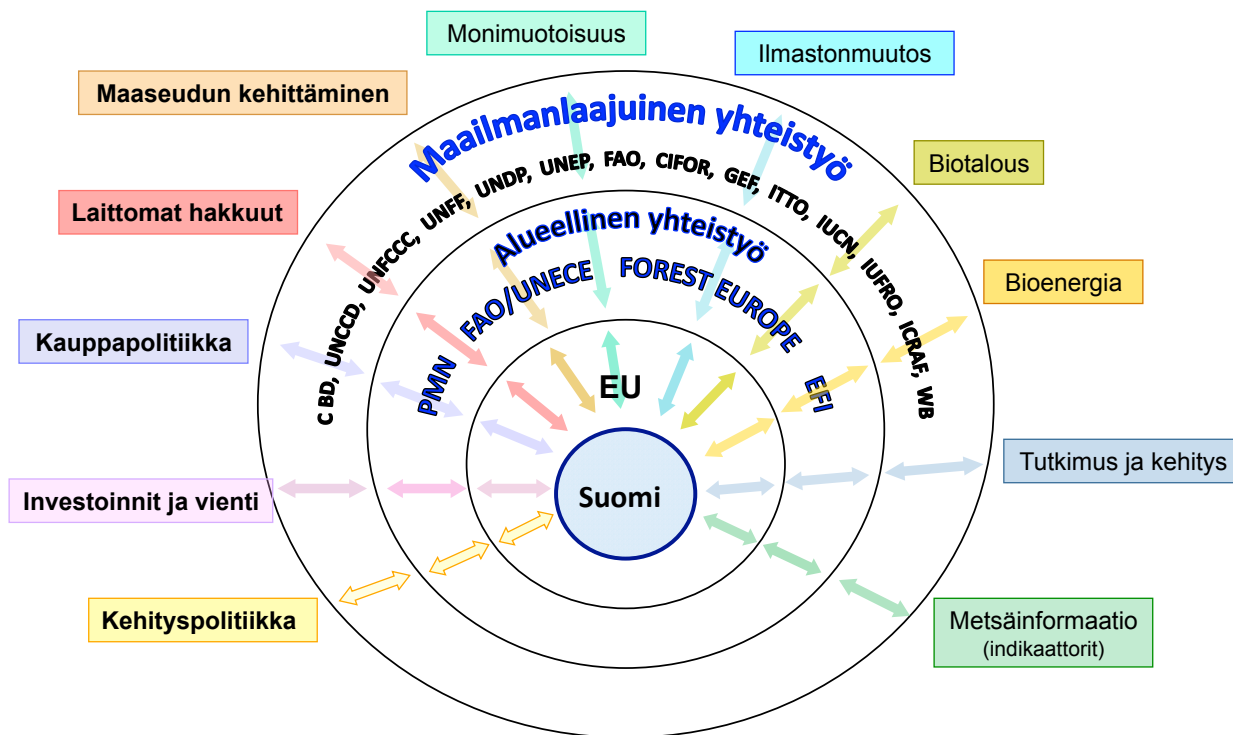 Monimuotoisuus
Ilmastonmuutos
Maaseudun kehittäminen
Biotalous
Laittomat hakkuut
Bioenergia
Kauppapolitiikka
Tutkimus ja kehitys
Investoinnit ja vienti
Metsäinformaatio
(indikaattorit)
Kehityspolitiikka
Maailmanlaajuinen yhteistyö
CBD, UNCCD, UNFCCC, UNFF, UNDP, UNEP, FAO, CIFOR, GEF, ITTO, IUCN, IUFRO, ICRAF, WB
Alueellinen yhteistyö
PMN FAO/UNECE FOREST EUROPE EFI
EU
Suomi